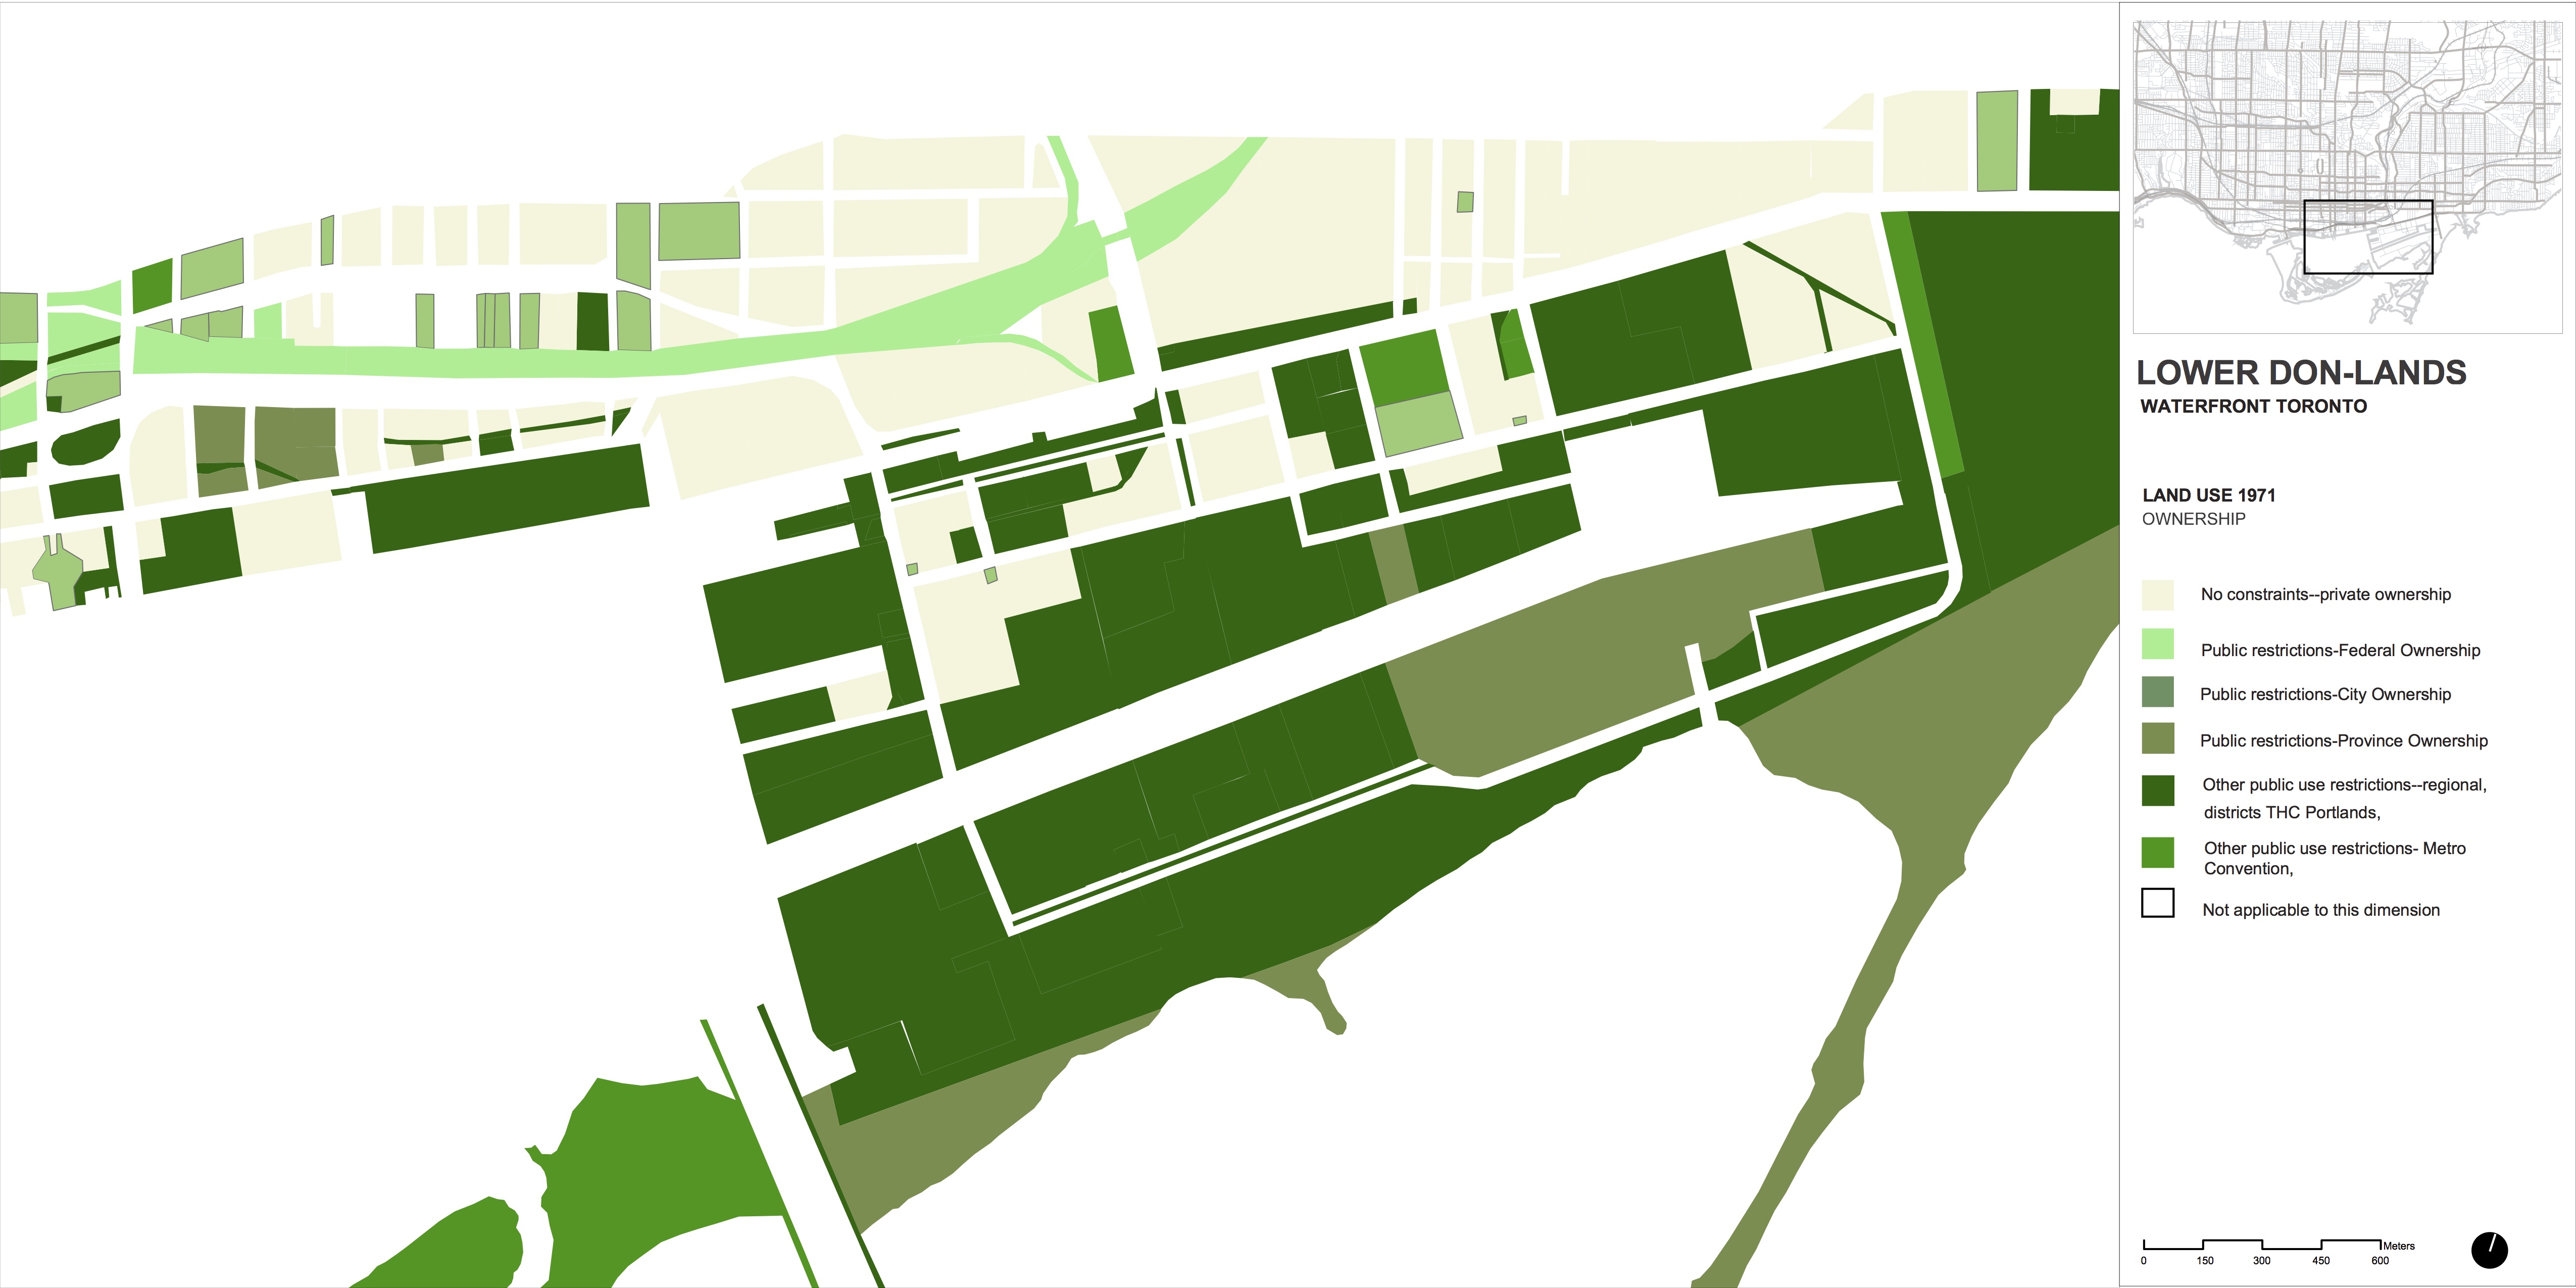 LOWER DON-LANDS
WATERFRONT TORONTO
LAND USE 1971
OWNERSHIP
No constraints--private ownership
Public restrictions-Federal Ownership
Public restrictions-City Ownership
Public restrictions-Province Ownership
Other public use restrictions--regional,
districts THC Portlands,
Other public use restrictions- Metro
Convention,
Not applicable to this dimension
Meters
0 150 300 450 600